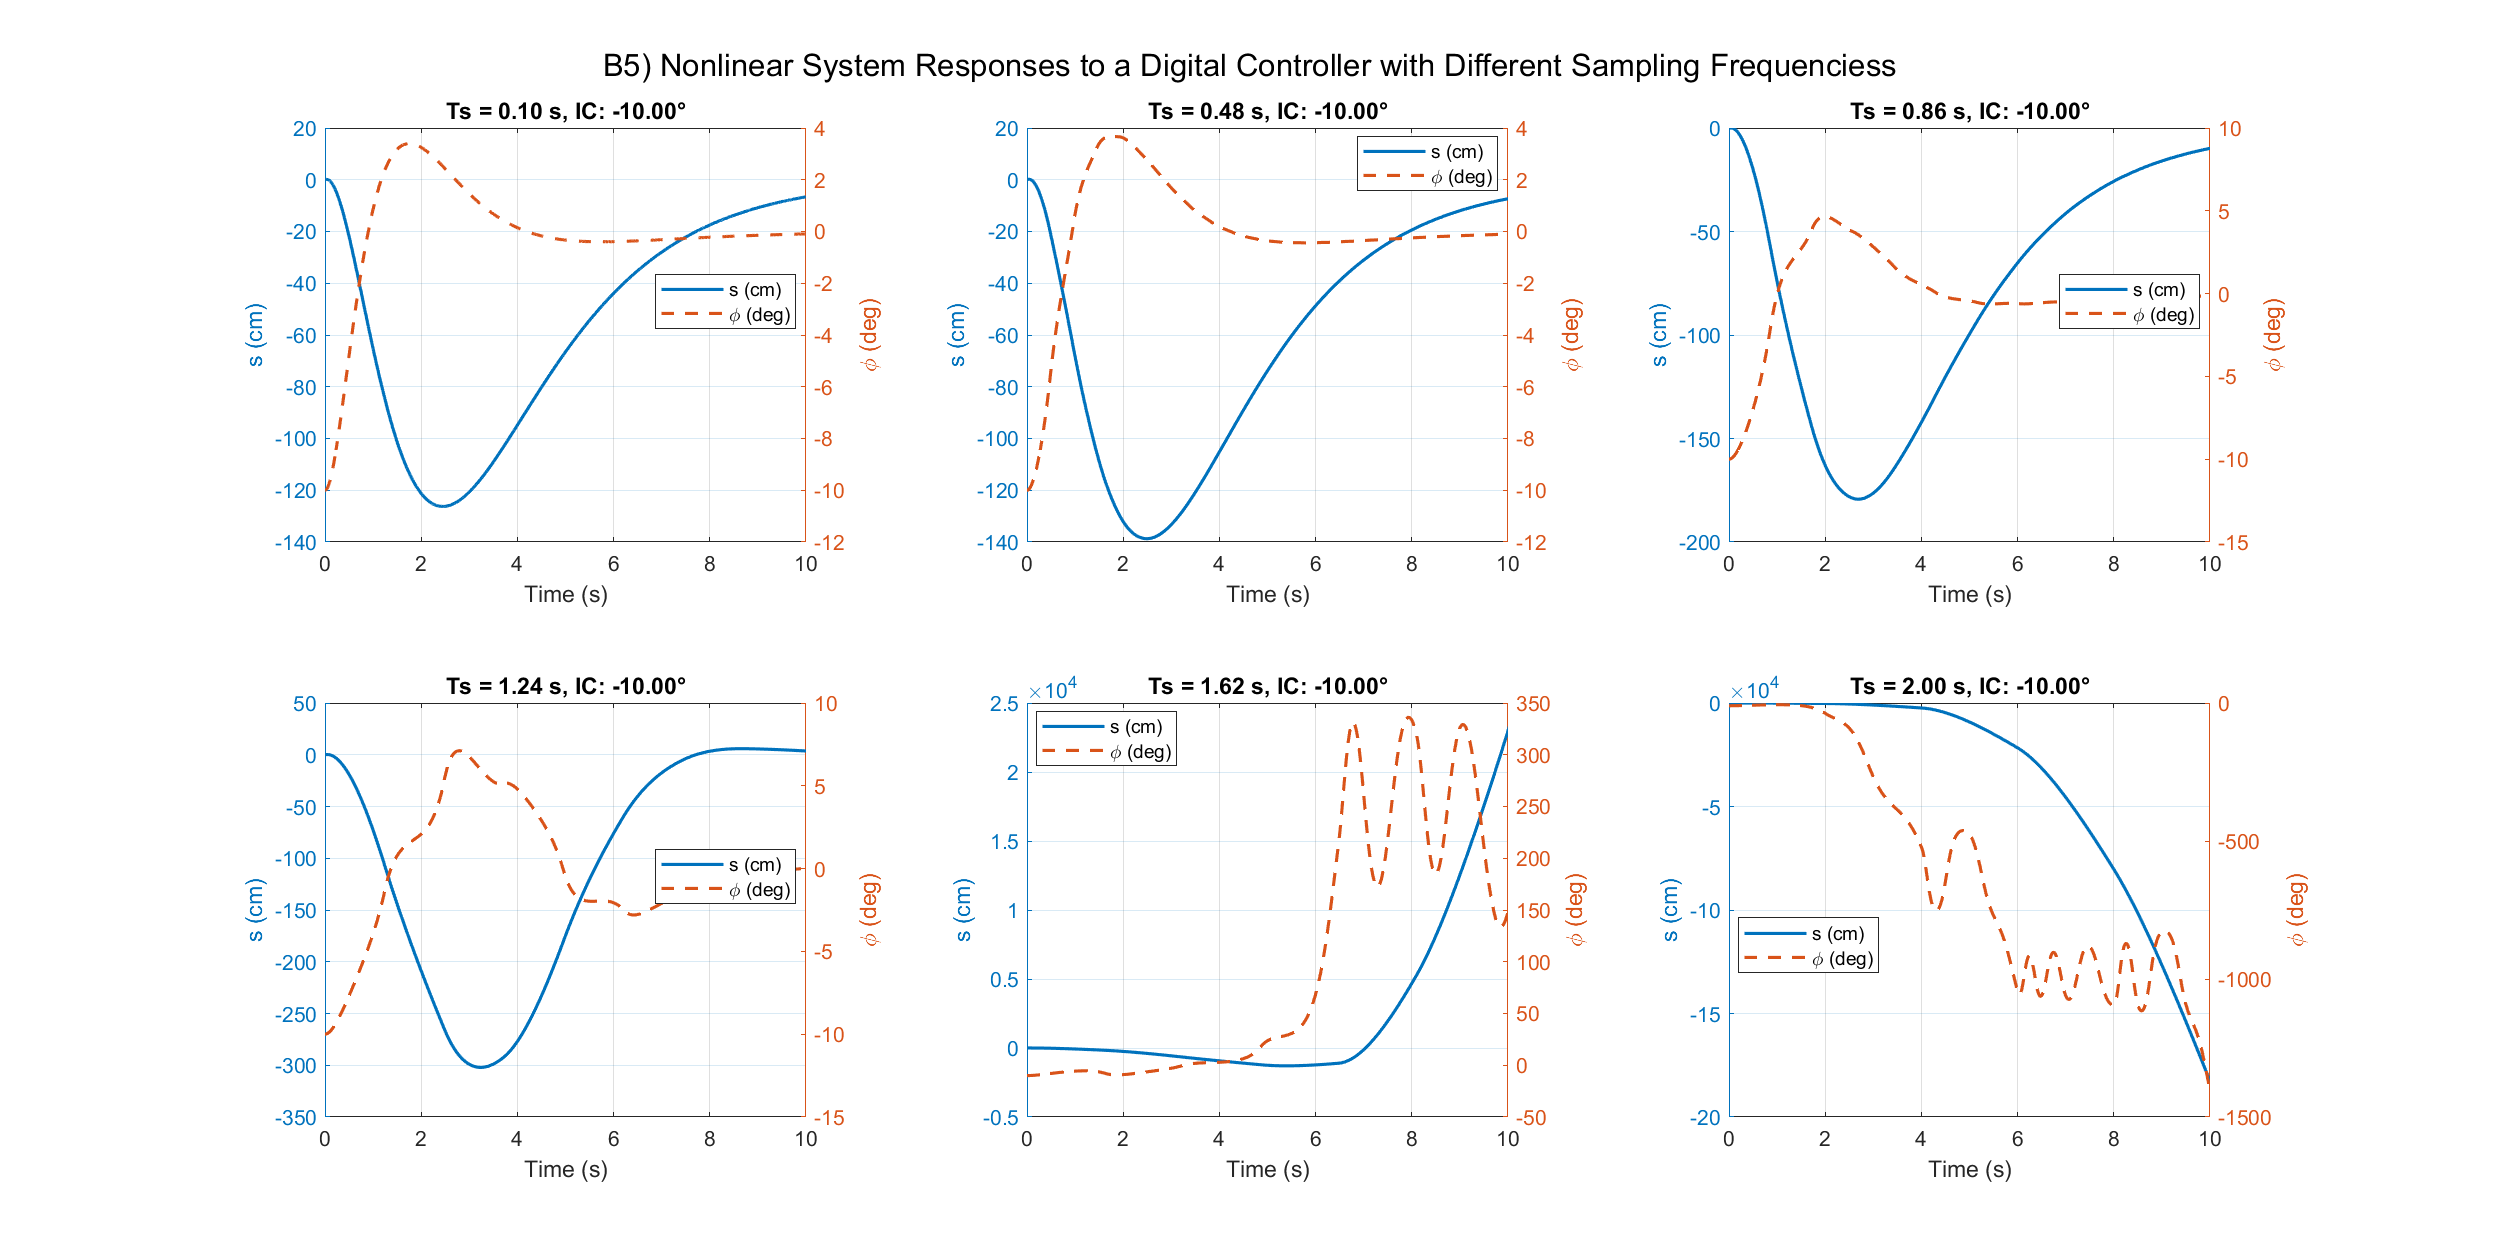 B5) Nonlinear System Responses to a Digital Controller with Different Sampling Frequenciess
Ts = 0.10 s, IC: -10.00°
20
0
-20
-40
-60
-80
-100
-120
-140
s (cm)
4
2
0
-2
-4
-6
-8
-10
-12
ϕ (deg)
s (cm)
ϕ (deg)
0 2 4 6 8 10
Time (s)
Ts = 0.48 s, IC: -10.00°
20
0
-20
-40
-60
-80
-100
-120
-140
s (cm)
4
2
0
-2
-4
-6
-8
-10
-12
ϕ (deg)
s (cm)
ϕ (deg)
0 2 4 6 8 10
Time (s)
Ts = 0.86 s, IC: -10.00°
0
-50
-100
-150
-200
s (cm)
10
5
0
-5
-10
-15
ϕ (deg)
s (cm)
ϕ (deg)
0 2 4 6 8 10
Time (s)
Ts = 1.24 s, IC: -10.00°
50
0
-50
-100
-150
-200
-250
-300
-350
s (cm)
10
5
0
-5
-10
-15
ϕ (deg)
s (cm)
ϕ (deg)
0 2 4 6 8 10
Time (s)
×10⁴
Ts = 1.62 s, IC: -10.00°
2.5
2
1.5
1
0.5
0
-0.5
s (cm)
350
300
250
200
150
100
50
0
-50
ϕ (deg)
s (cm)
ϕ (deg)
0 2 4 6 8 10
Time (s)
×10⁴
Ts = 2.00 s, IC: -10.00°
0
-5
-10
-15
-20
s (cm)
0
-500
-1000
-1500
ϕ (deg)
s (cm)
ϕ (deg)
0 2 4 6 8 10
Time (s)